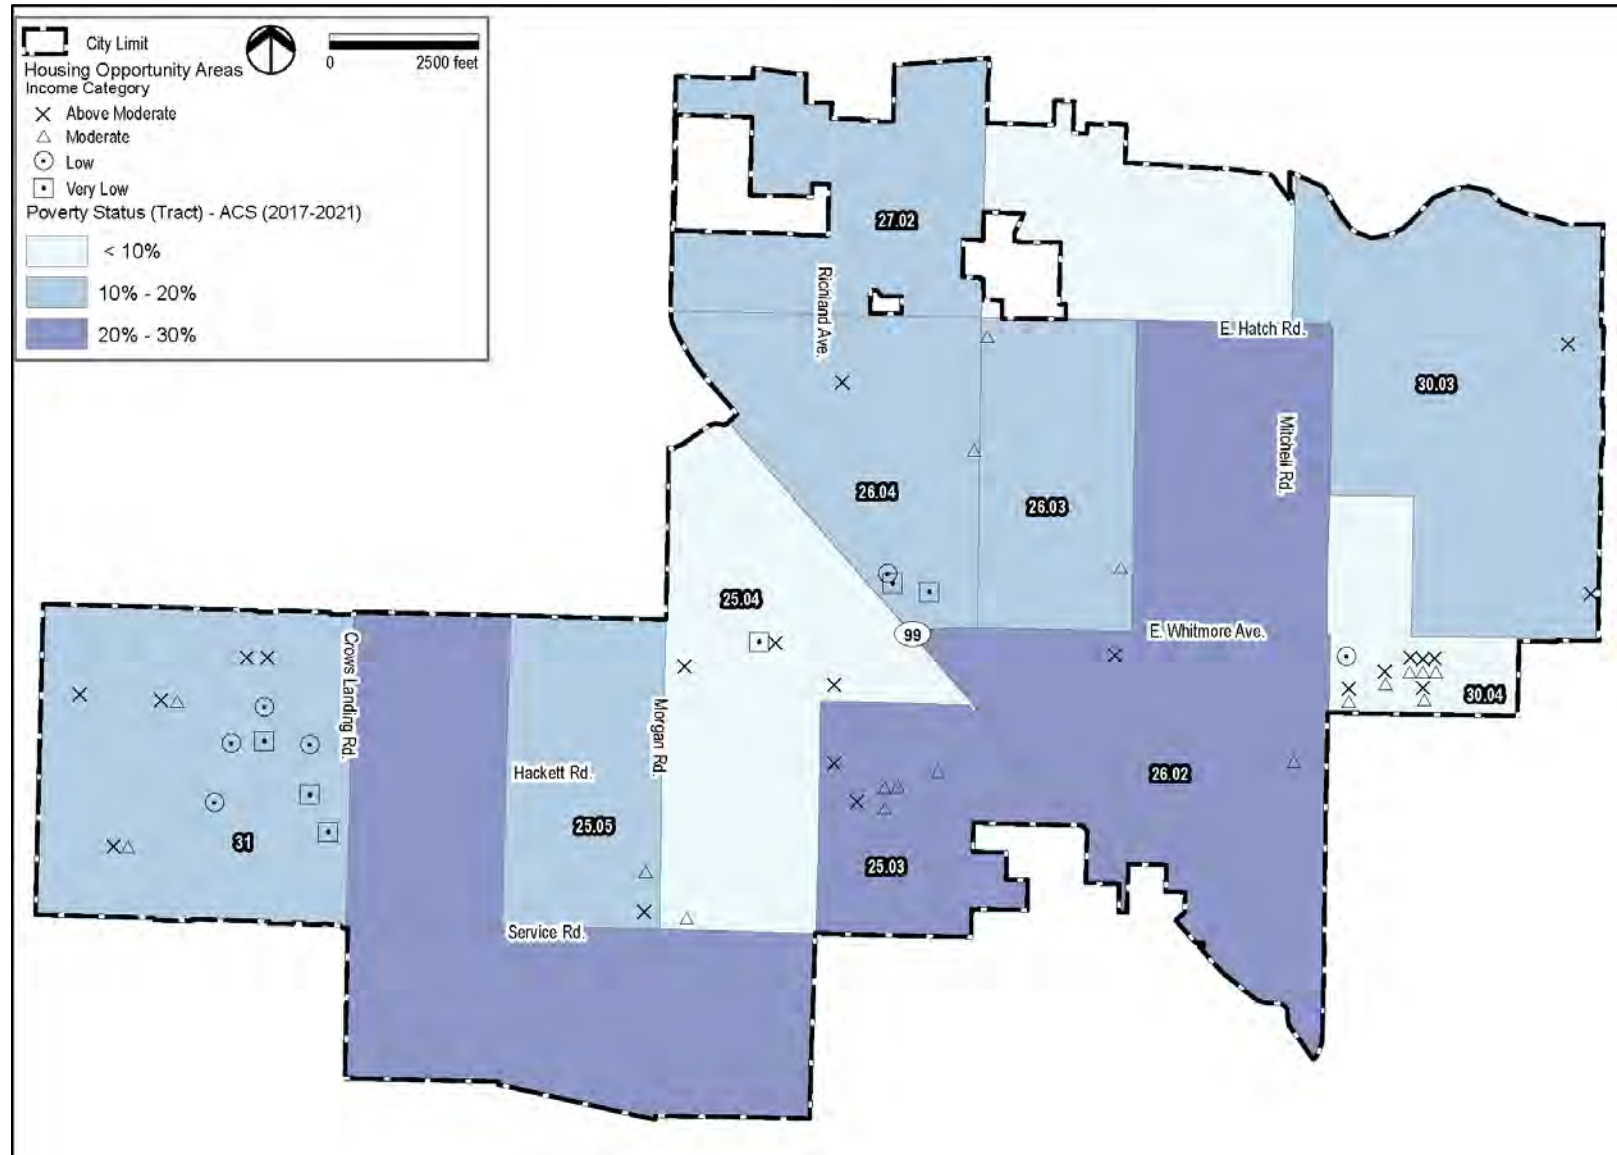 City Limit
0 2500 feet
Housing Opportunity Areas
Income Category
Above Moderate
Moderate
Low
Very Low
Poverty Status (Tract) - ACS (2017-2021)
< 10%
10% - 20%
20% - 30%
27.02
Richland Ave.
E. Hatch Rd.
30.03
Mitchell Rd.
26.04
26.03
25.04
99
E. Whitmore Ave.
Crows Landing Rd.
30.04
Morgan Rd.
Hackett Rd.
26.02
25.05
31
25.03
Service Rd.